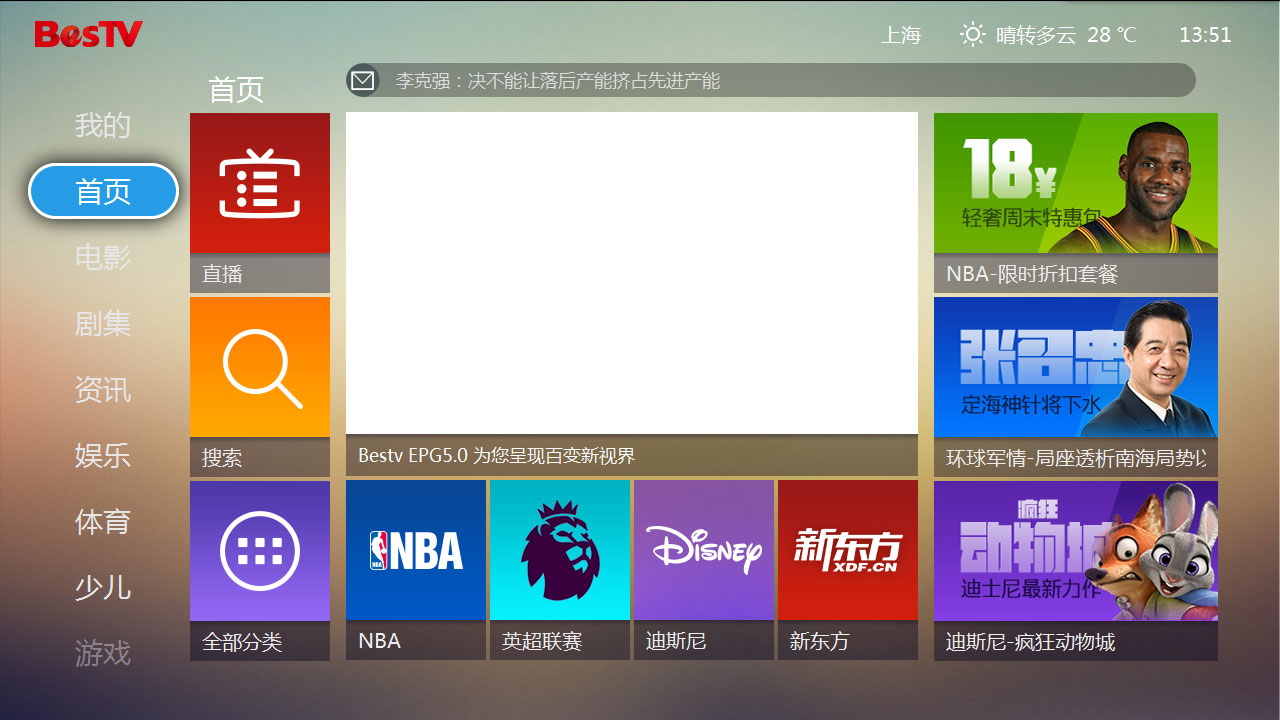 BesTV
上海 晴转多云 28 ℃ 13:51
李克强：决不能让落后产能挤占先进产能
首页
我的
首页
电影
剧集
资讯
娱乐
体育
少儿
游戏
直播
搜索
全部分类
Bestv EPG5.0 为您呈现百变新视界
NBA
NBA
NBA
英超联赛
Disney
迪斯尼
新东方
XDF.CN
新东方
18¥
轻奢周末特惠包
NBA-限时折扣套餐
张召忠
定海神针将下水
环球军情-局座透析南海局势以
疯狂
动物城
迪士尼最新力作
迪斯尼-疯狂动物城